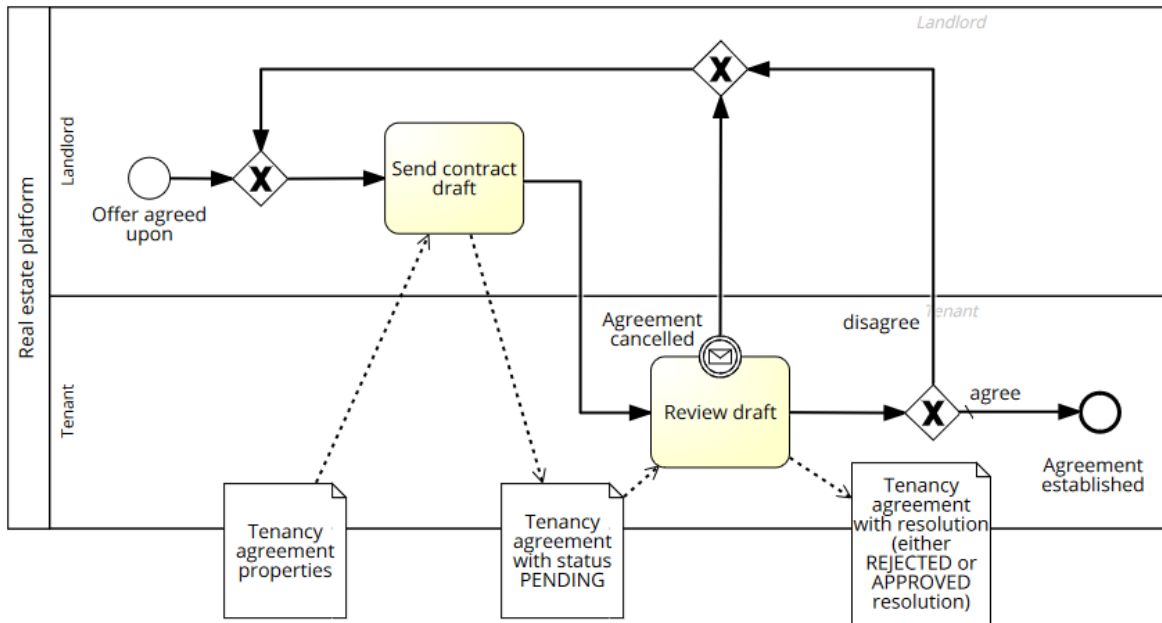 Real estate platform
Landlord
Landlord
Offer agreed
upon
Send contract
draft
Tenant
Tenant
Agreement
cancelled
disagree
Review draft
agree
Agreement
established
Tenancy
agreement
properties
Tenancy
agreement
with status
PENDING
Tenancy
agreement
with resolution
(either
REJECTED or
APPROVED
resolution)